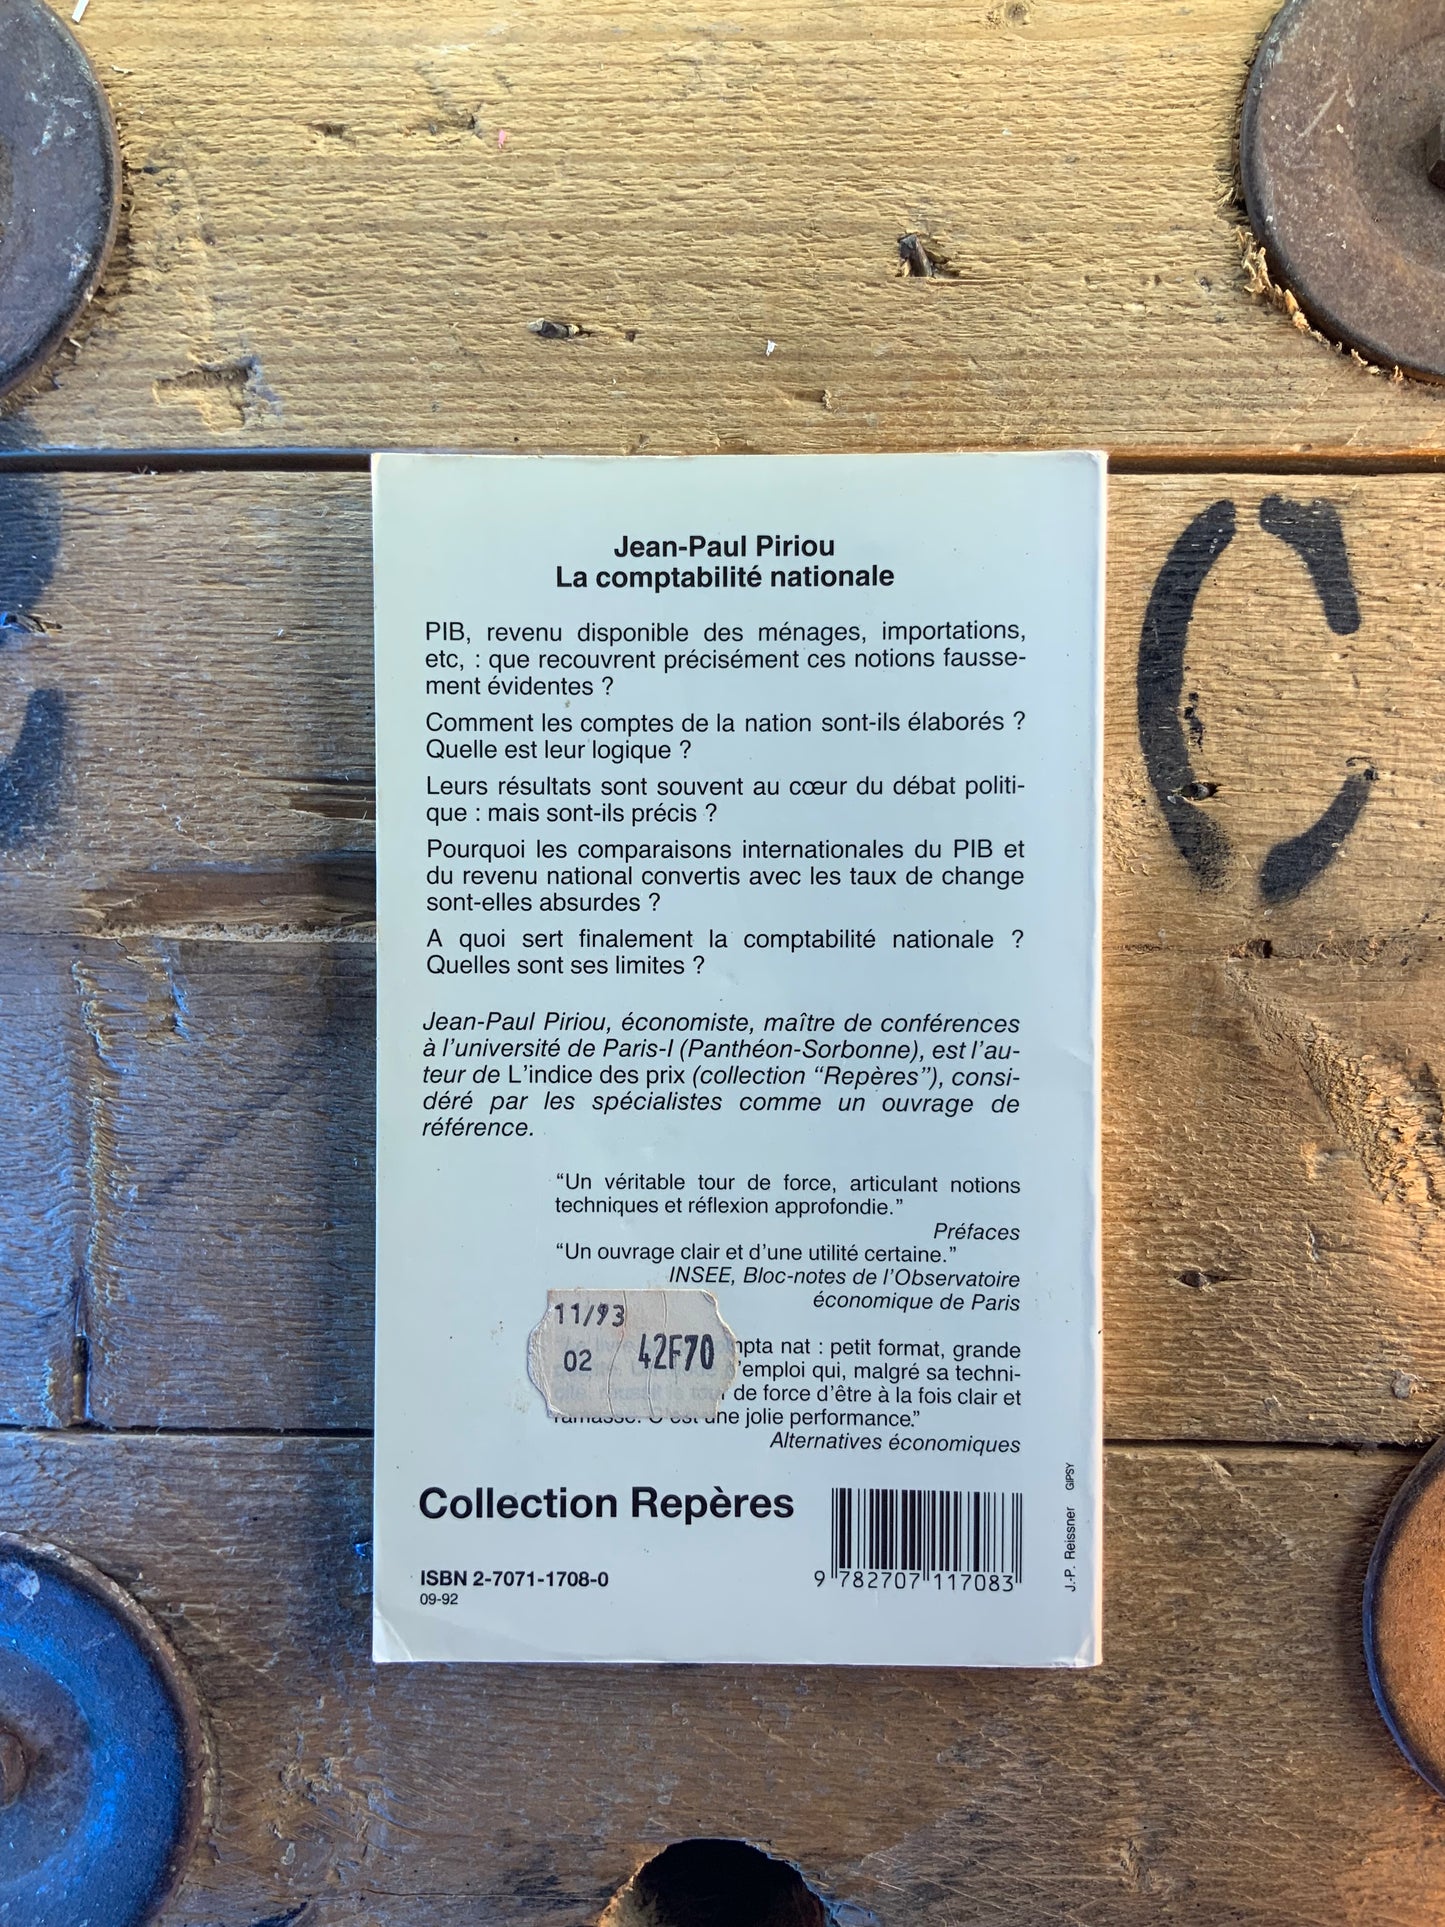 Jean-Paul Piriou
La comptabilité nationale
PIB, revenu disponible des ménages, importations,
etc, : que recouvrent précisément ces notions fausse-
ment évidentes ?
Comment les comptes de la nation sont-ils élaborés ?
Quelle est leur logique ?
Leurs résultats sont souvent au cœur du débat politi-
que : mais sont-ils précis ?
Pourquoi les comparaisons internationales du PIB et
du revenu national convertis avec les taux de change
sont-elles absurdes ?
A quoi sert finalement la comptabilité nationale ?
Quelles sont ses limites ?
Jean-Paul Piriou, économiste, maître de conférences
à l'université de Paris-I (Panthéon-Sorbonne), est l'au-
teur de L'indice des prix (collection “Repères”), consi-
déré par les spécialistes comme un ouvrage de
référence.
“Un véritable tour de force, articulant notions
techniques et réflexion approfondie.”
Préfaces
“Un ouvrage clair et d'une utilité certaine.”
INSEE, Bloc-notes de l'Observatoire
économique de Paris
11/93
02 42F70
: petit format, grande
'emploi qui, malgré sa techni-
de force d'être à la fois clair et
ramassé. C'est une jolie performance.”
Alternatives économiques
Collection Repères
ISBN 2-7071-1708-0
09-92
9 782707 117083
J.-P. Reissner GIPSY
C